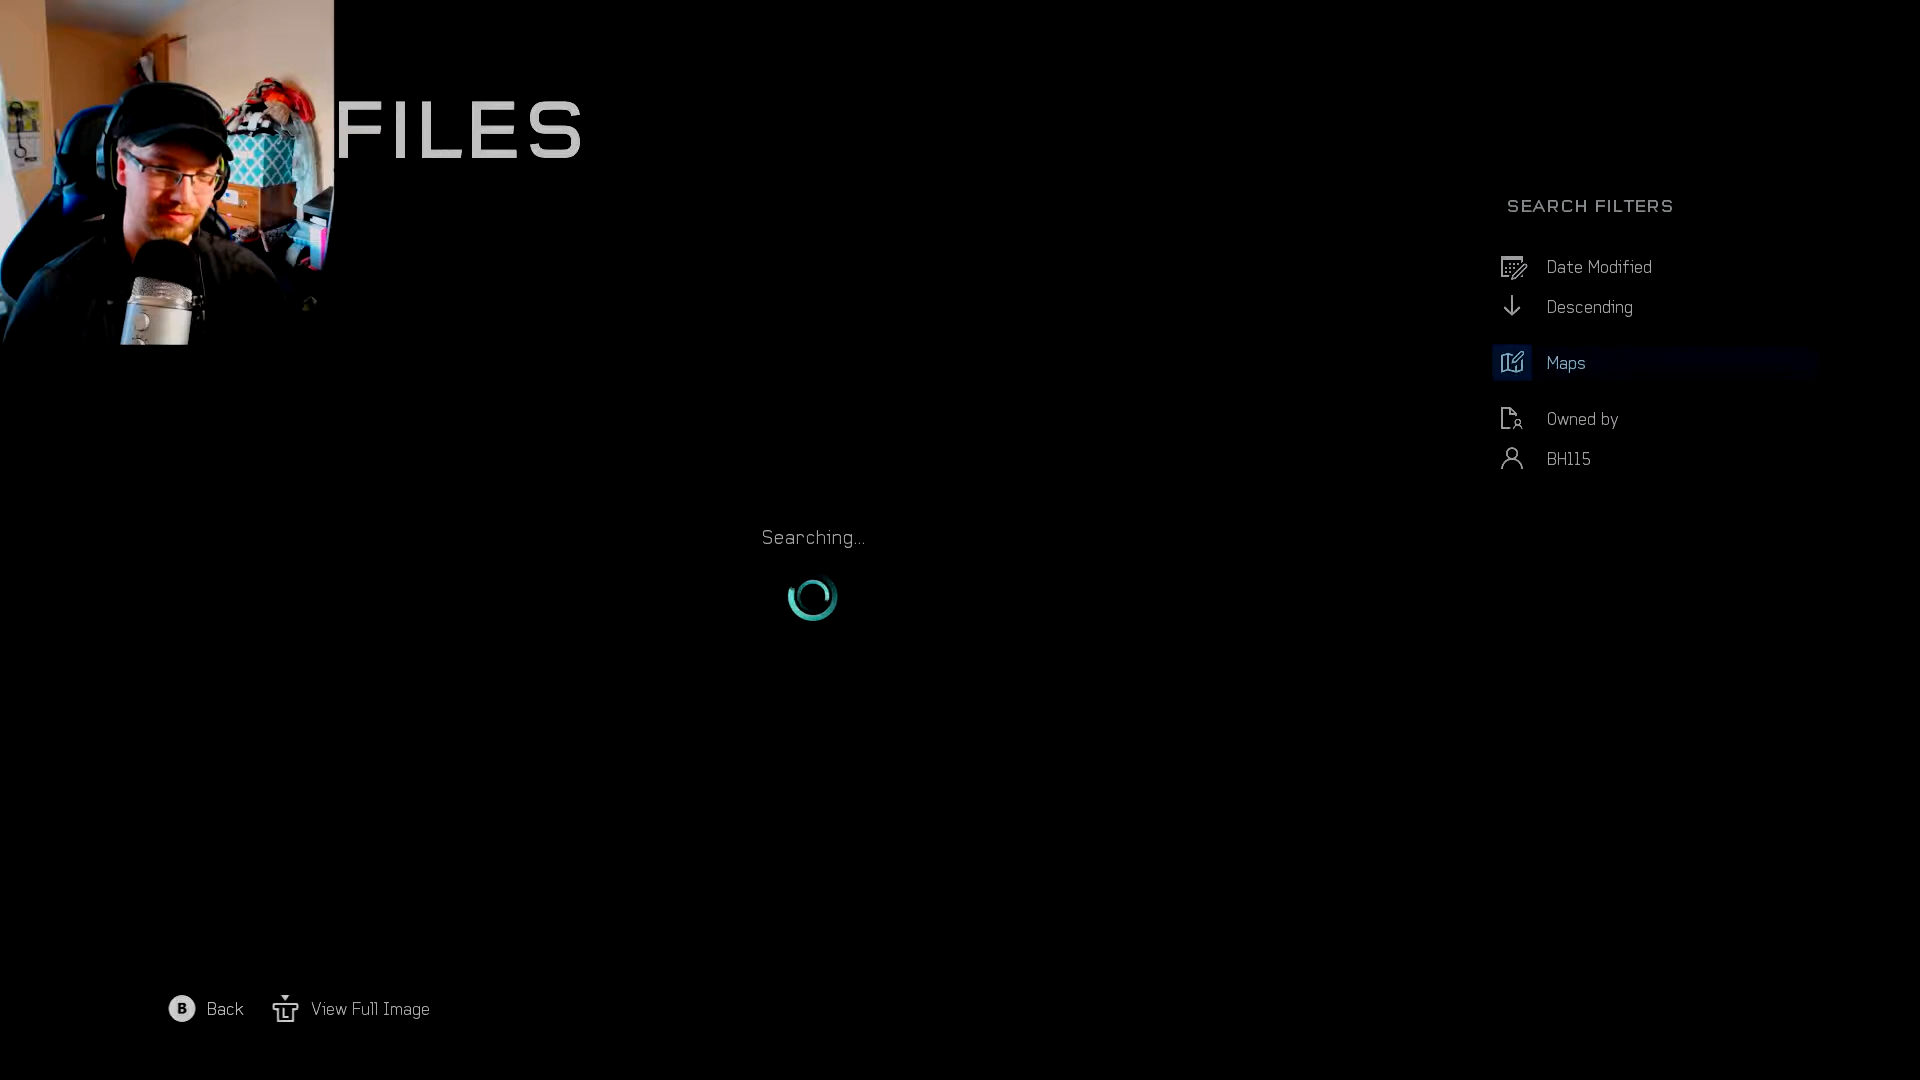 FILES
SEARCH FILTERS
Date Modified
Descending
Maps
Owned by
BH115
Searching...
B Back L View Full Image